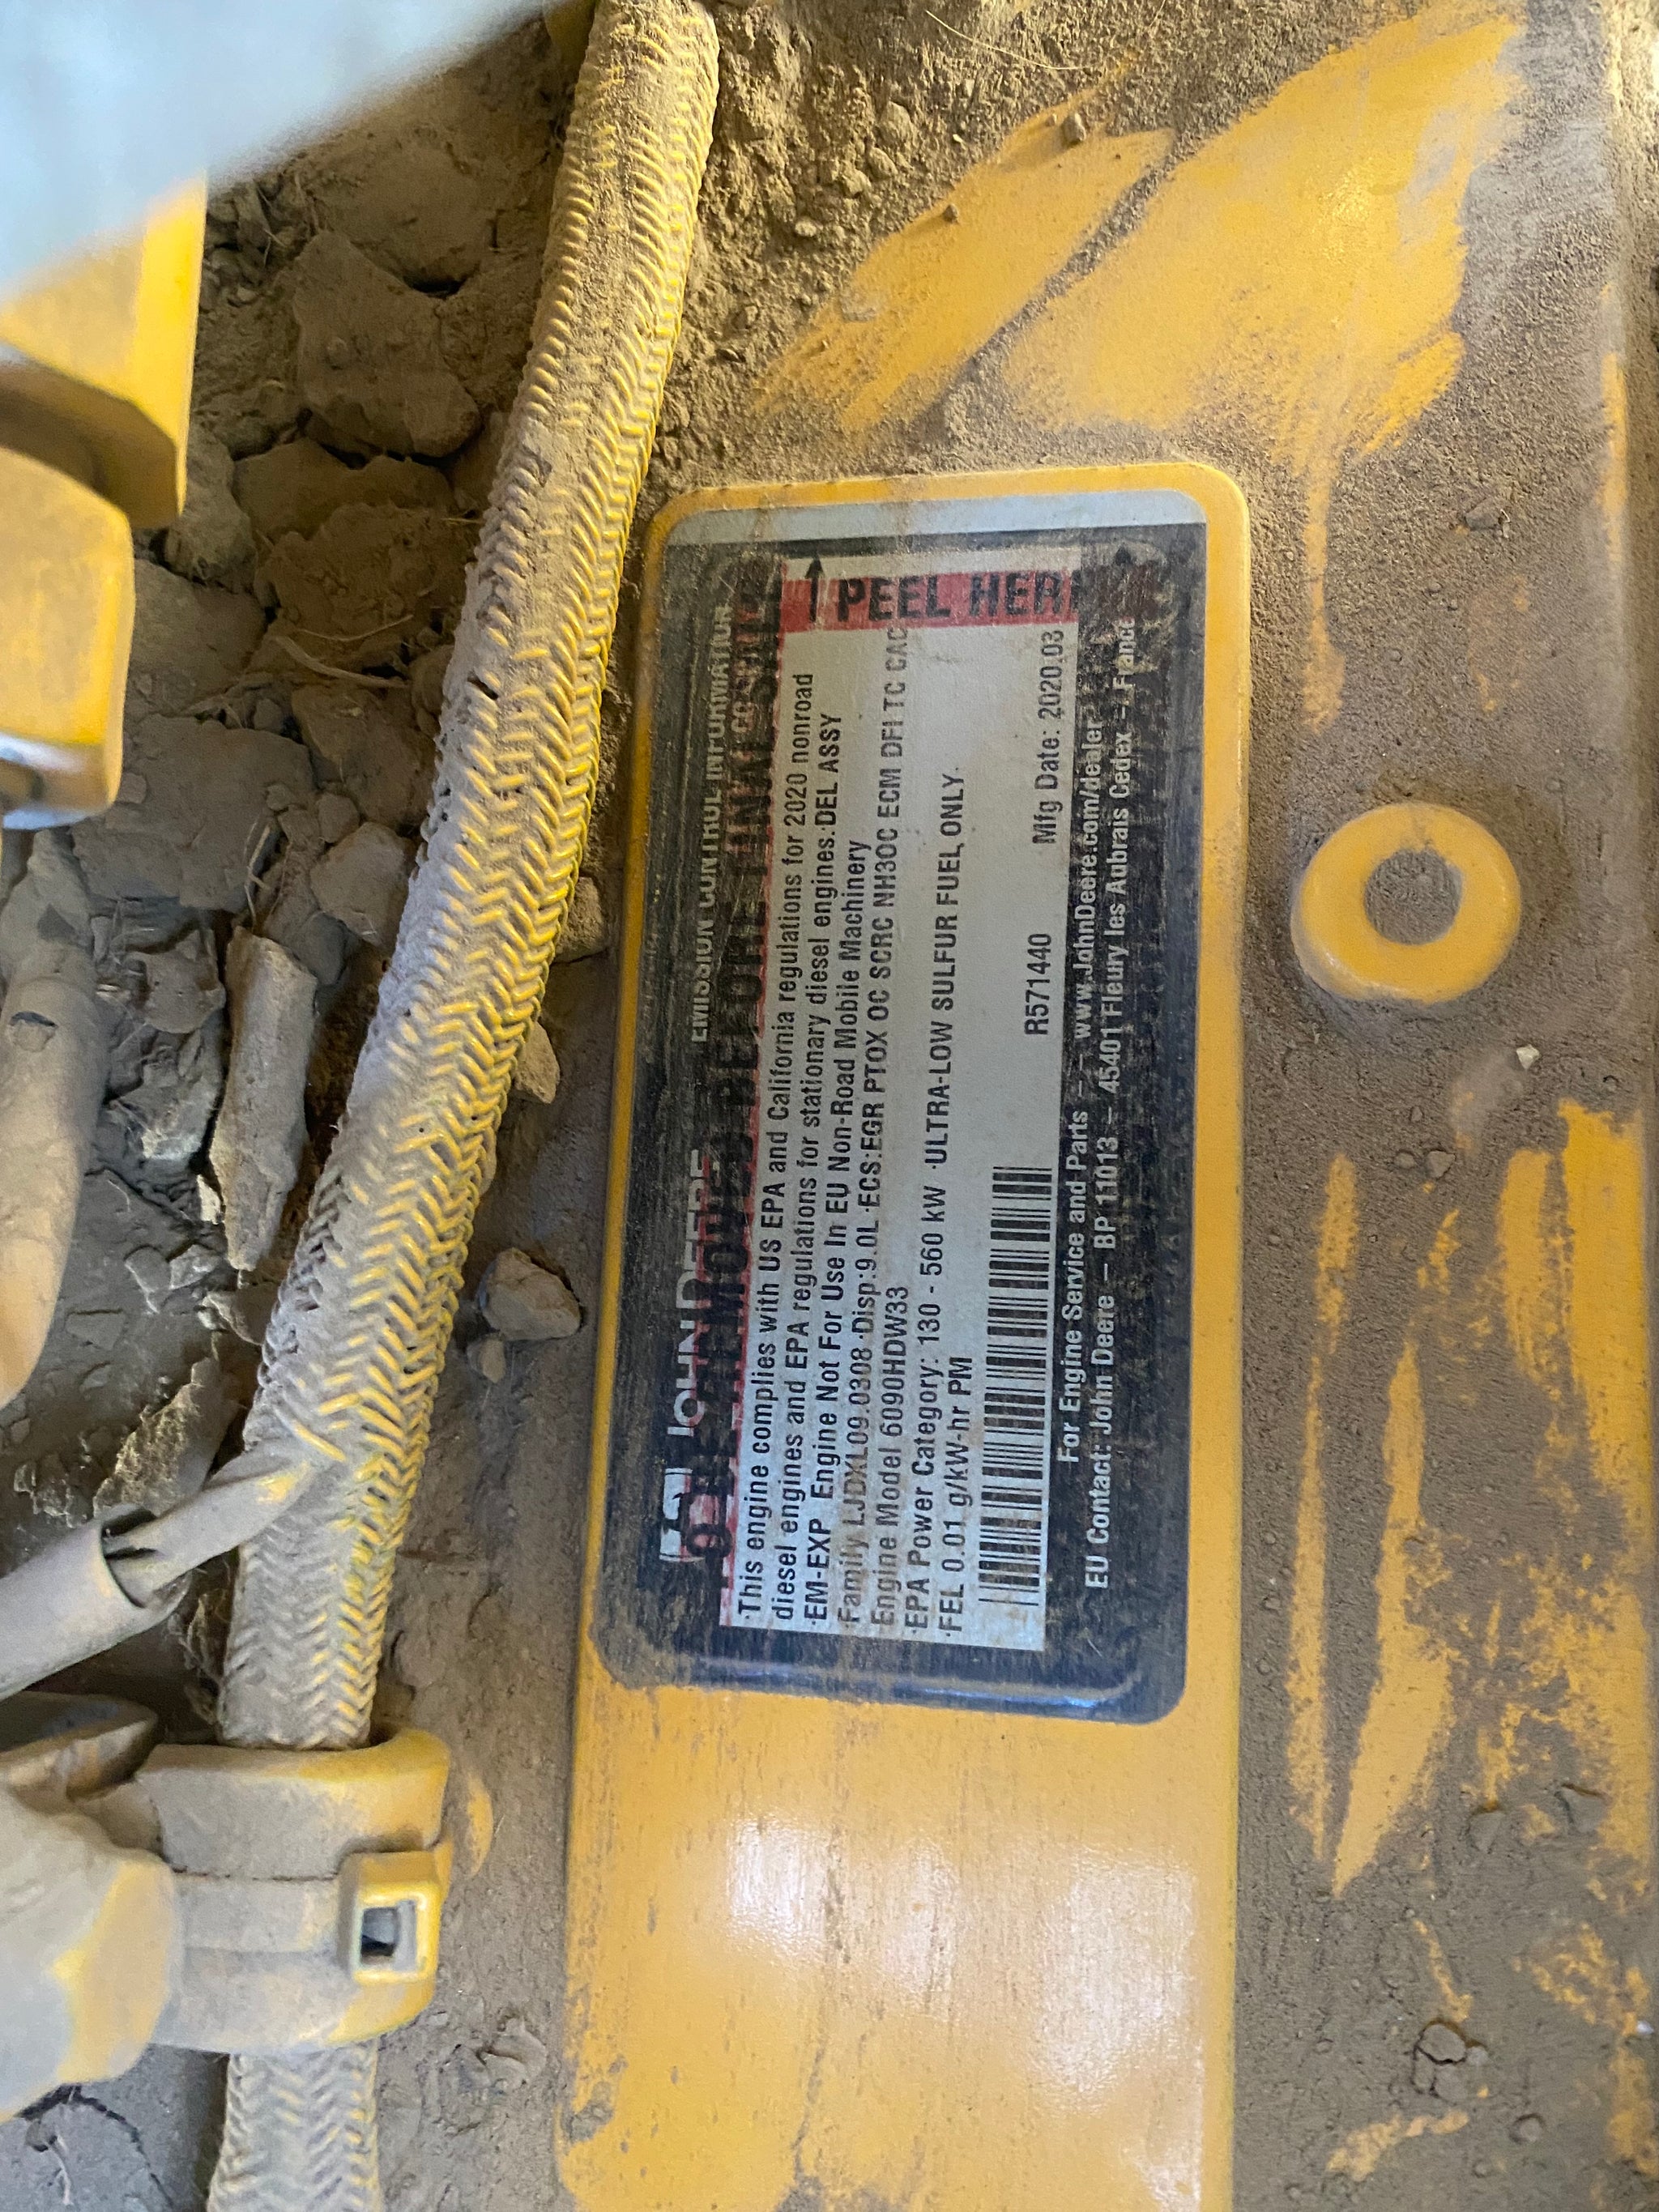 JOHN DEERE EMISSION CONTROL INFORMATION
REMOVE BEFORE FINAL ASSEMBLY
PEEL HERE
·This engine complies with US EPA and California regulations for 2020 nonroad
diesel engines and EPA regulations for stationary diesel engines.·DEL ASSY
·EM-EXP Engine Not For Use In EU Non-Road Mobile Machinery
·Family LJDXL09.0308·Disp:9.0L·ECS:EGR PTOX OC SCRC NH3OC ECM DFI TC CAC
Engine Model 6090HDW33
·EPA Power Category: 130 - 560 kW ·ULTRA-LOW SULFUR FUEL ONLY·
·FEL 0.01 g/kW-hr PM
R571440 Mfg Date: 2020.03
For Engine Service and Parts – – www.JohnDeere.com/dealer
EU Contact: John Deere – BP 11013 – 45401 Fleury les Aubrais Cedex – France